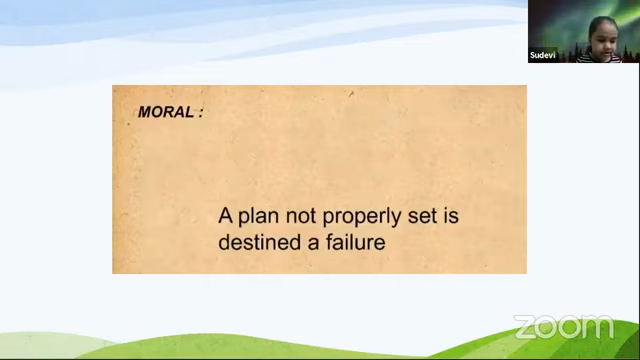 Sudevi
MORAL :
A plan not properly set is
destined a failure
zoom